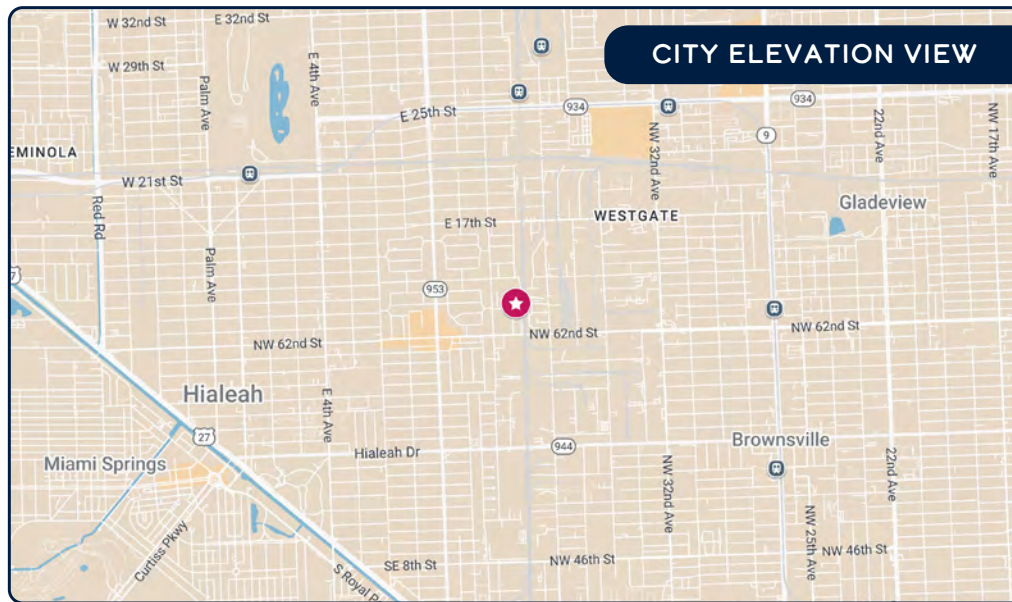 CITY ELEVATION VIEW
W 32nd St
E 32nd St
W 29th St
E 4th Ave
Palm Ave
E 25th St
934
934
9
22nd Ave
NW 17th Ave
NW 32nd Ave
EMINOLA
W 21st St
Red Rd
Gladeview
WESTGATE
E 17th St
Palm Ave
7
953
NW 62nd St
NW 62nd St
NW 62nd St
Hialeah
E 4th Ave
27
Hialeah Dr
944
Brownsville
Miami Springs
NW 32nd Ave
22nd Ave
NW 25th Ave
Curtiss Pkwy
SE 8th St
NW 46th St
NW 46th St
S Royal P